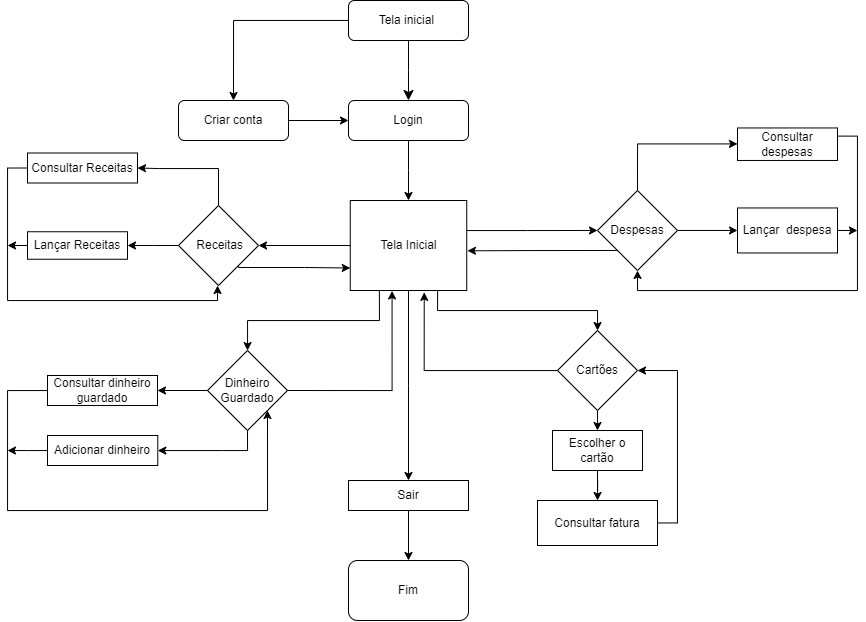 Tela inicial
Criar conta
Login
Consultar
despesas
Consultar Receitas
Lançar Receitas
Receitas
Tela Inicial
Despesas
Lançar  despesa
Consultar dinheiro
guardado
Dinheiro
Guardado
Cartões
Adicionar dinheiro
Escolher o
cartão
Sair
Consultar fatura
Fim